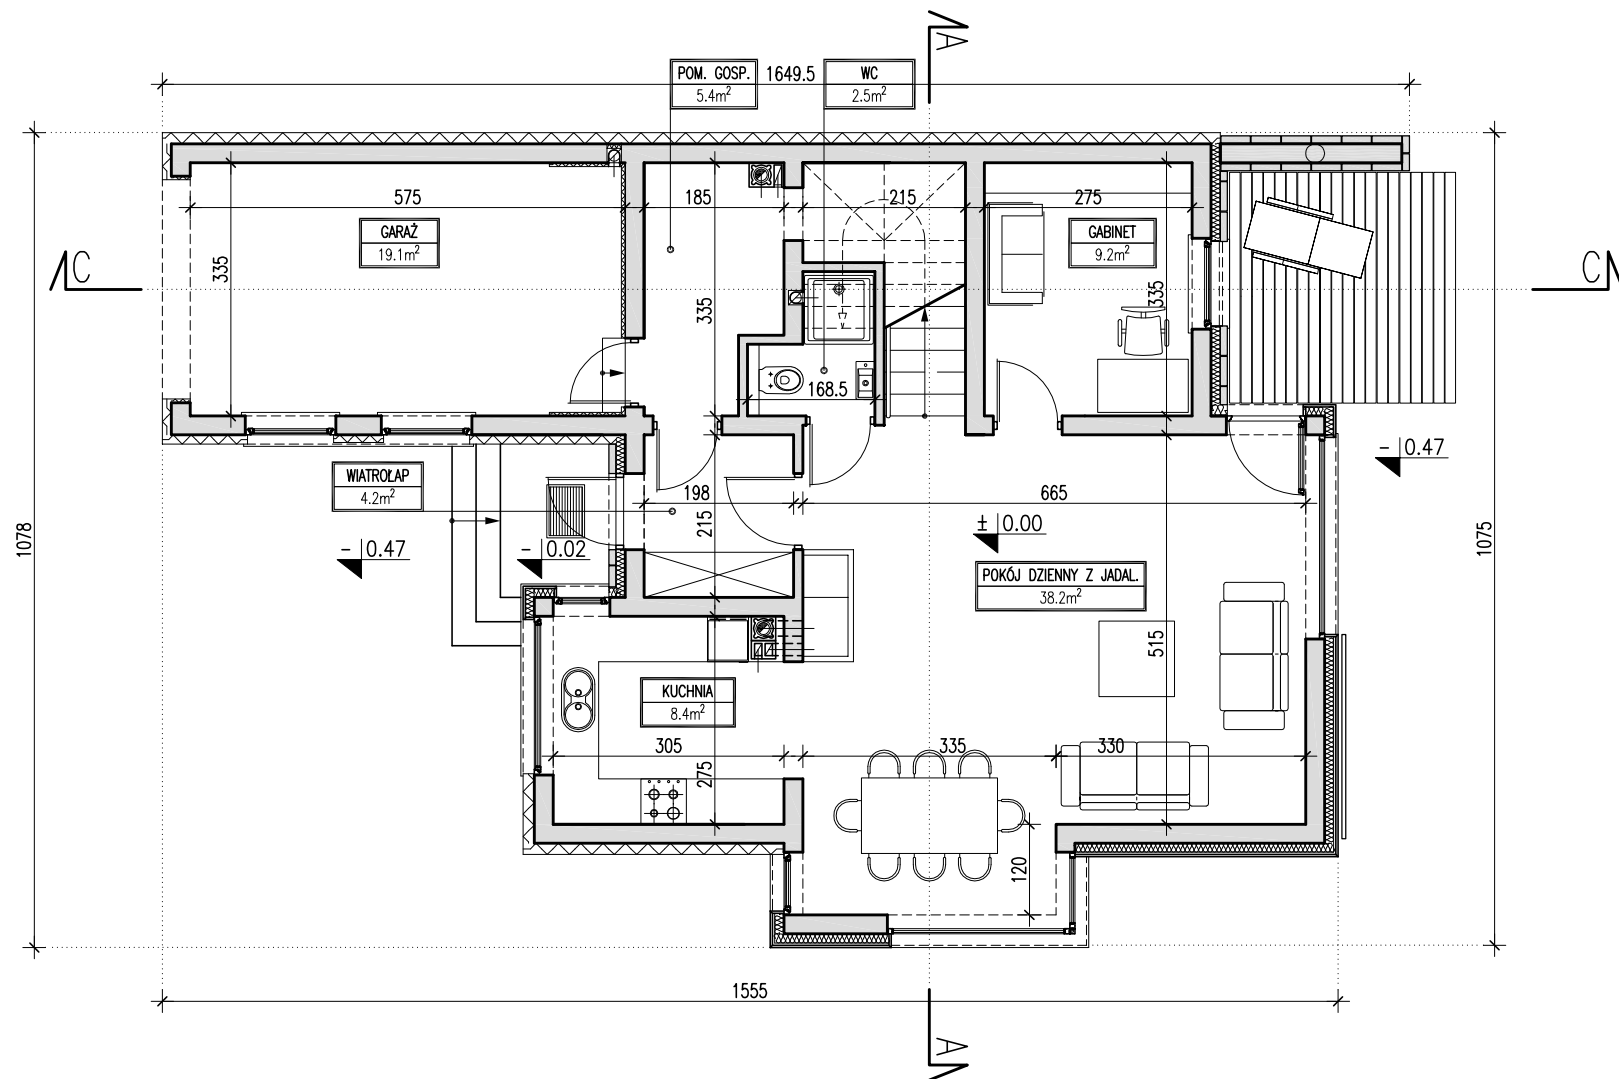 A
POM. GOSP.
5.4m²
1649.5
WC
2.5m²
575
185
215
275
GARAŻ
19.1m²
GABINET
9.2m²
C
C
335
335
335
168.5
- 0.47
WIATROŁAP
4.2m²
198
665
215
± 0.00
1078
1075
- 0.47
- 0.02
POKÓJ DZIENNY Z JADAL.
38.2m²
515
KUCHNIA
8.4m²
305
335
330
275
120
1555
A